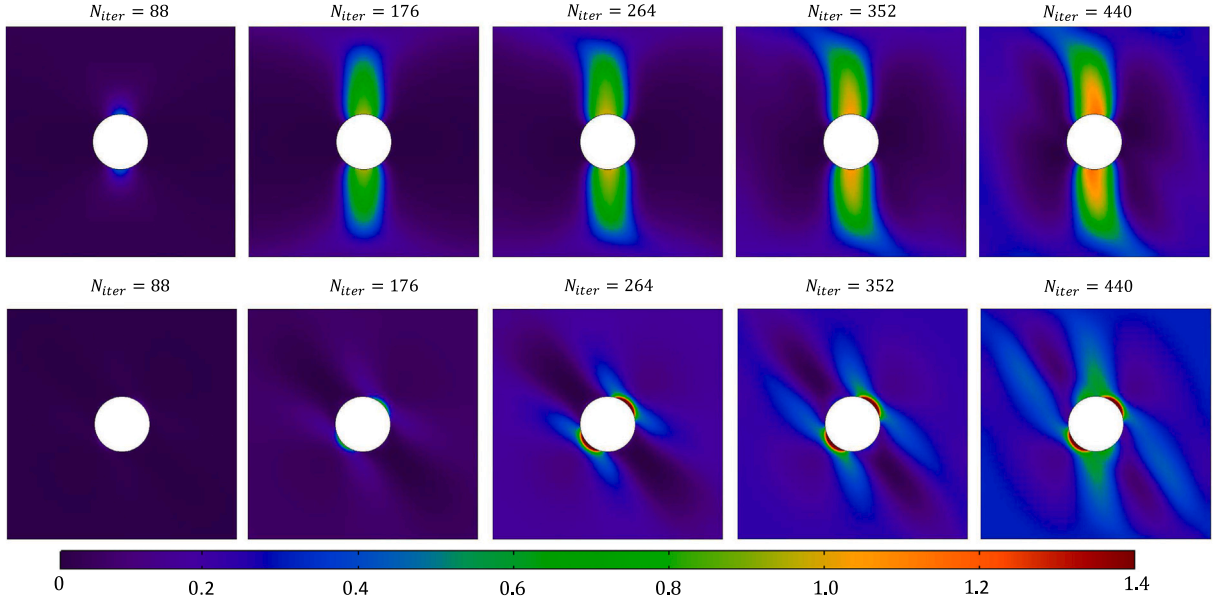 N_iter = 88 N_iter = 176 N_iter = 264 N_iter = 352 N_iter = 440
N_iter = 88 N_iter = 176 N_iter = 264 N_iter = 352 N_iter = 440
0 0.2 0.4 0.6 0.8 1.0 1.2 1.4